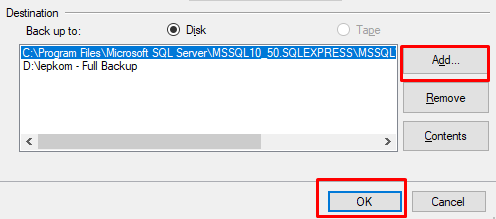 Destination
Back up to:
Disk
Tape
C:\Program Files\Microsoft SQL Server\MSSQL10_50.SQLEXPRESS\MSSQL
D:\lepkom - Full Backup
Add...
Remove
Contents
OK
Cancel